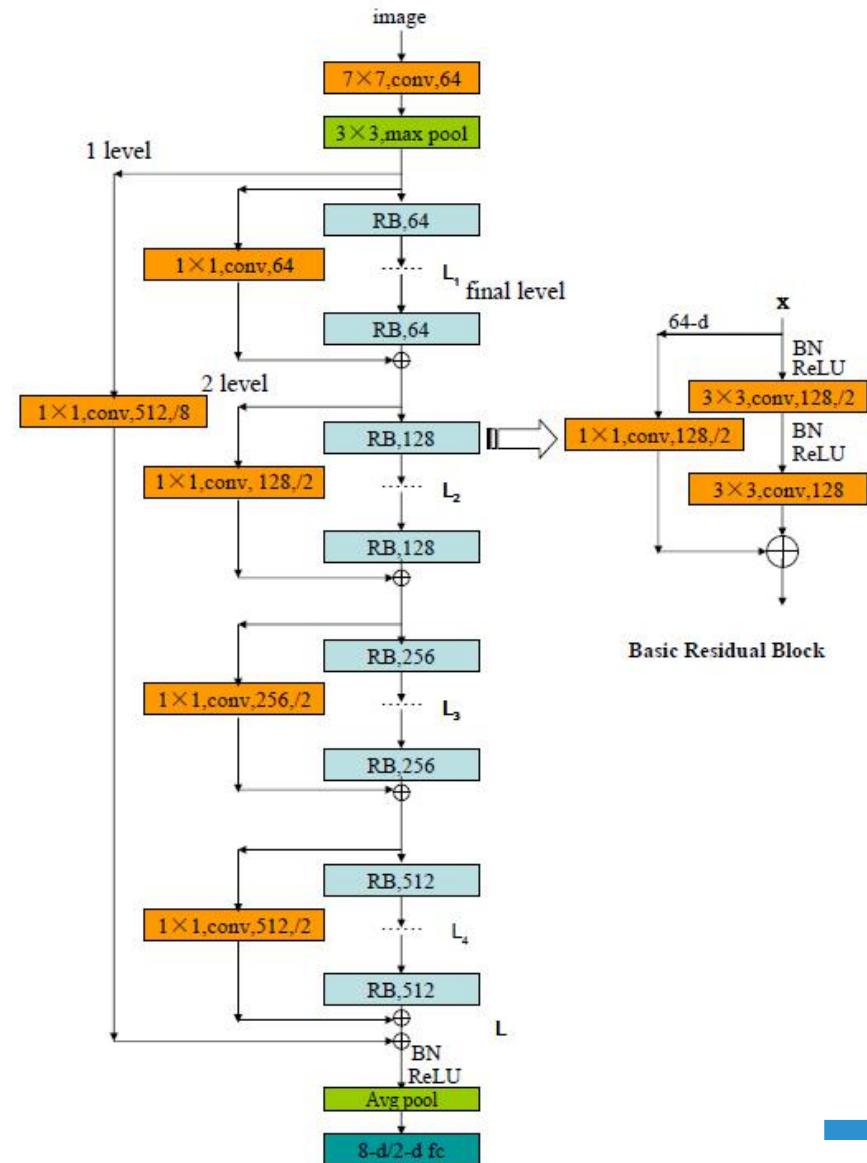 image
7×7,conv,64
3×3,max pool
1 level
RB,64
1×1,conv,64
L₁
final level
RB,64
2 level
1×1,conv,512,/8
RB,128
1×1,conv, 128,/2
L₂
RB,128
RB,256
1×1,conv,256,/2
L₃
RB,256
RB,512
1×1,conv,512,/2
L₄
RB,512
L
BN
ReLU
Avg pool
8-d/2-d fc
x
64-d
BN
ReLU
3×3,conv,128,/2
1×1,conv,128,/2
BN
ReLU
3×3,conv,128
Basic Residual Block